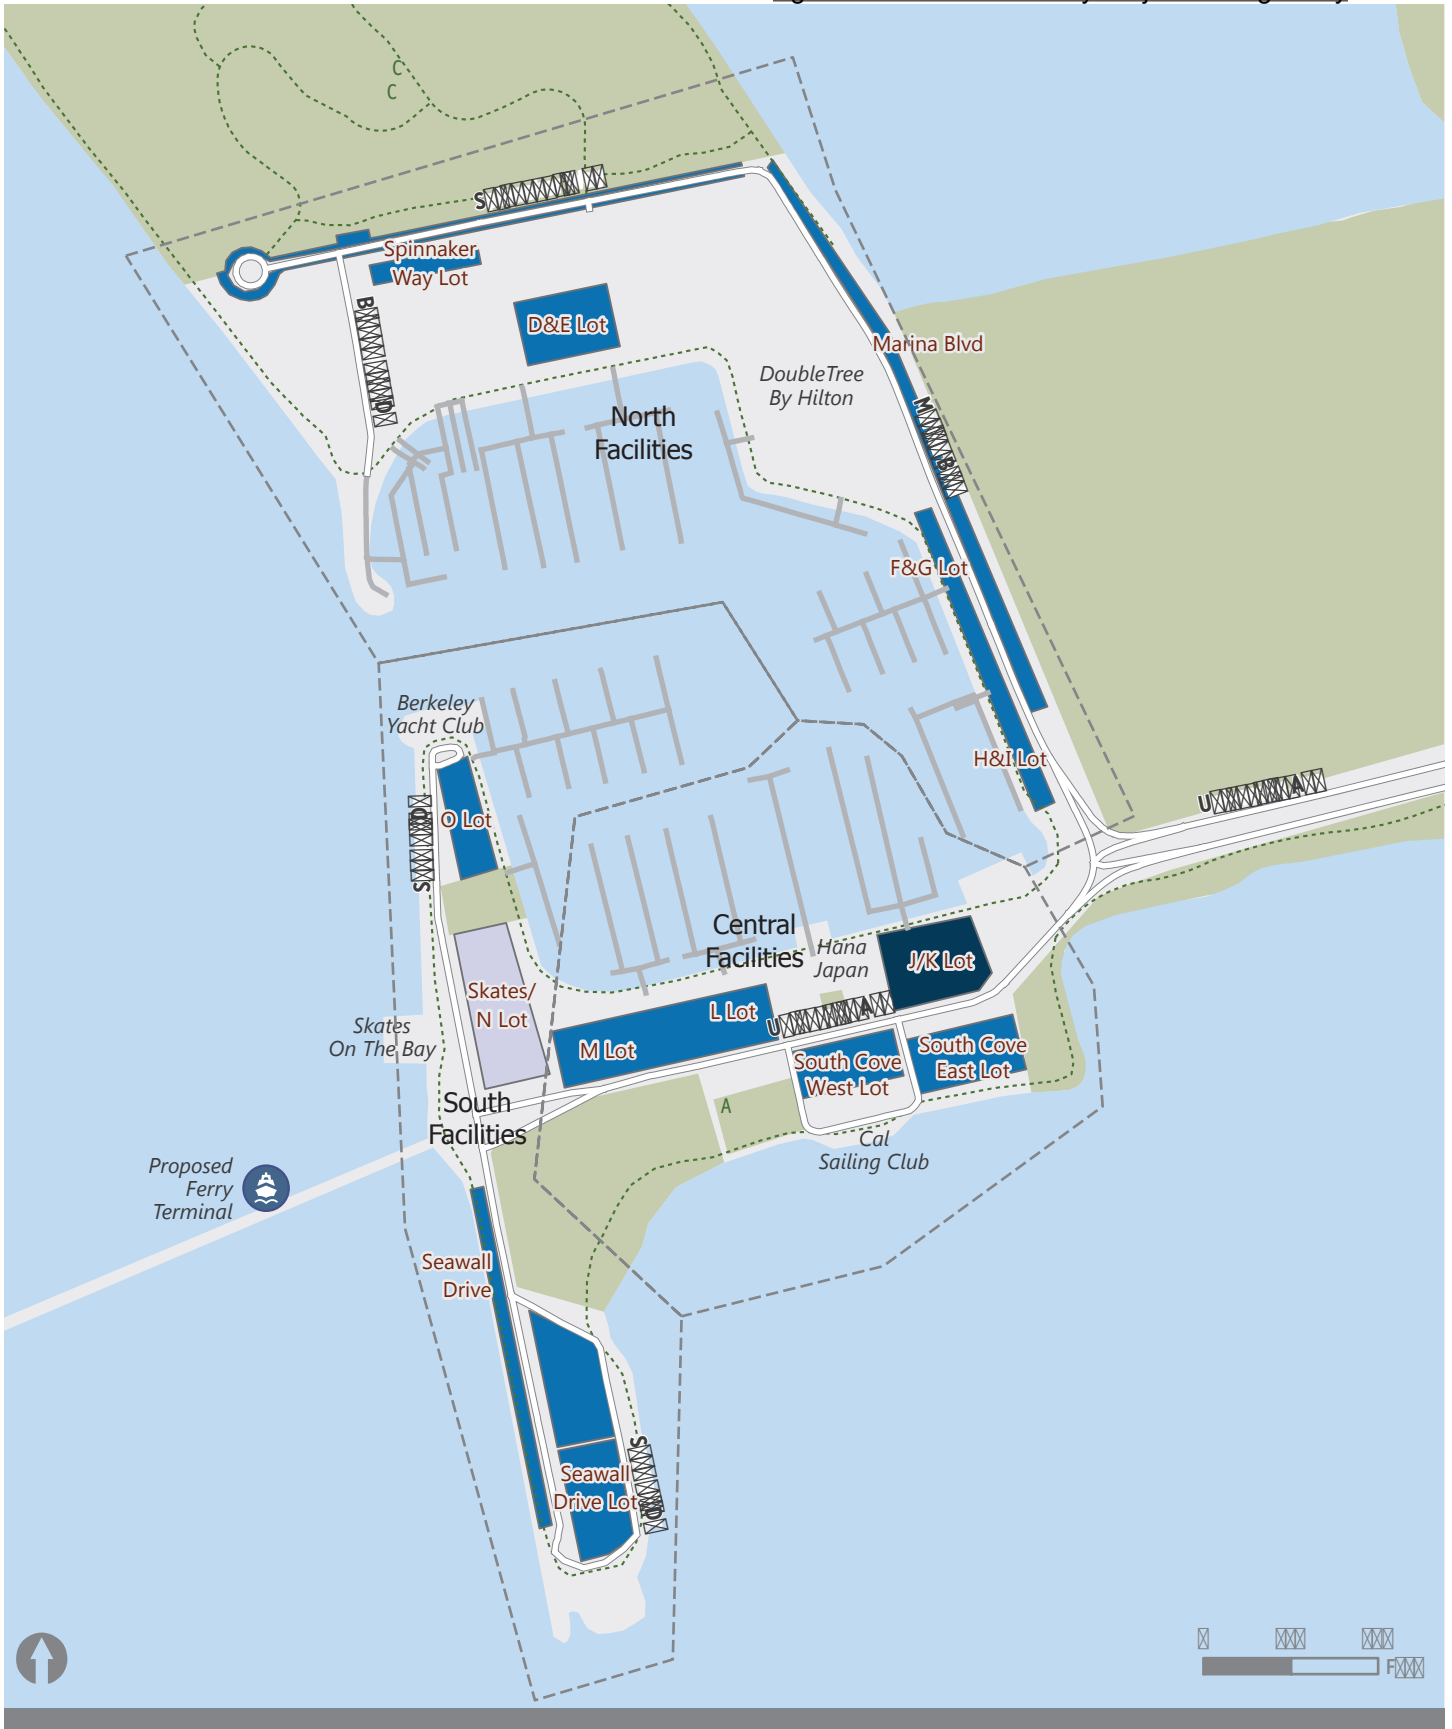 C
C
Spinnaker
Way Lot
D&E Lot
Marina Blvd
DoubleTree
By Hilton
North
Facilities
F&G Lot
H&I Lot
Berkeley
Yacht Club
O Lot
Central
Facilities
Hana
Japan
J/K Lot
Skates/
N Lot
L Lot
M Lot
Skates
On The Bay
South Cove
West Lot
South Cove
East Lot
A
South
Facilities
Cal
Sailing Club
Proposed
Ferry
Terminal
Seawall
Drive
Seawall
Drive Lot